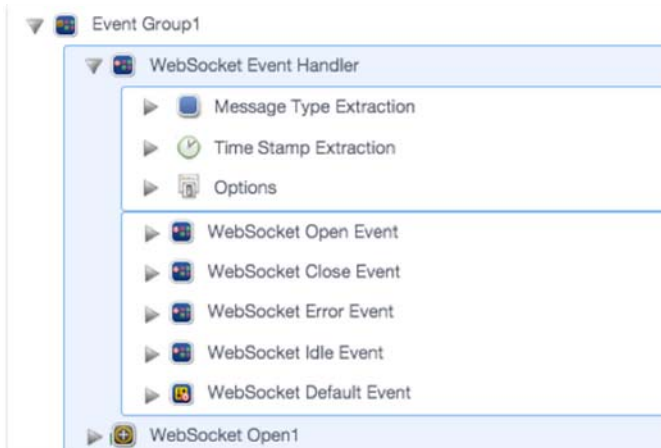 Event Group1
WebSocket Event Handler
Message Type Extraction
Time Stamp Extraction
Options
WebSocket Open Event
WebSocket Close Event
WebSocket Error Event
WebSocket Idle Event
WebSocket Default Event
WebSocket Open1